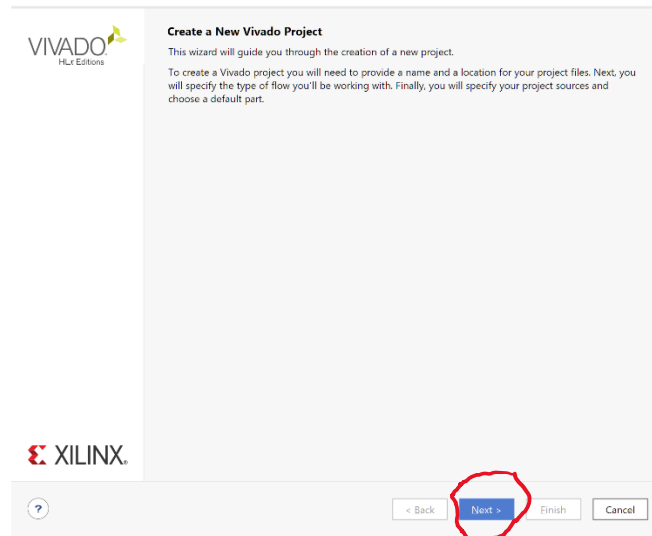 VIVADO.
HLx Editions
Create a New Vivado Project
This wizard will guide you through the creation of a new project.
To create a Vivado project you will need to provide a name and a location for your project files. Next, you
will specify the type of flow you'll be working with. Finally, you will specify your project sources and
choose a default part.
XILINX.
?
< Back
Next >
Finish
Cancel